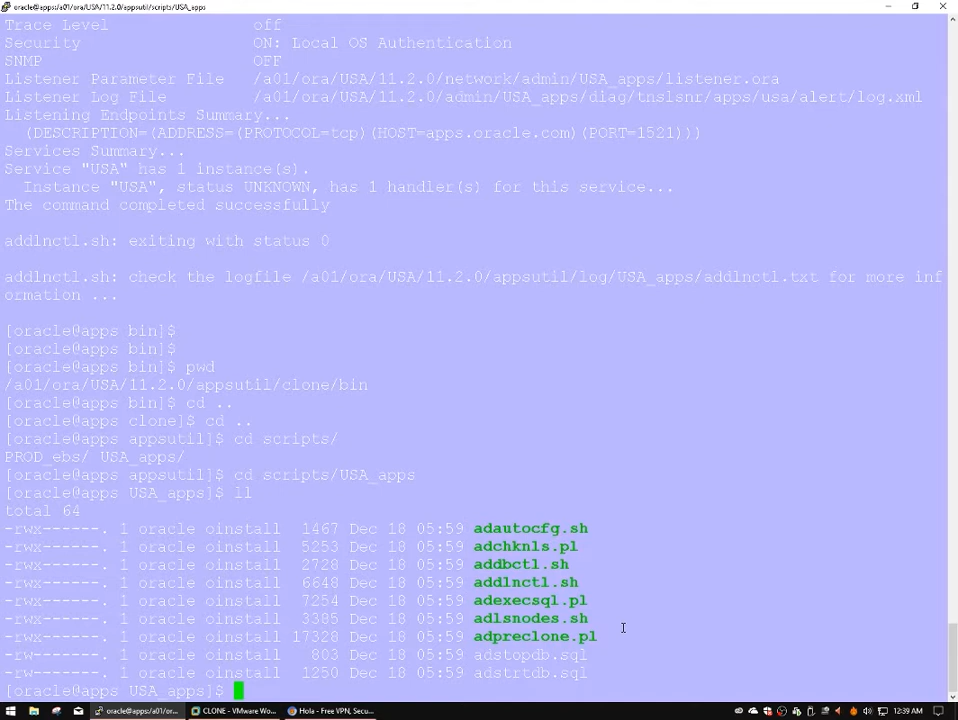 oracle@apps:/a01/ora/USA/11.2.0/appsutil/scripts/USA_apps
Trace Level               off
Security                  ON: Local OS Authentication
SNMP                      OFF
Listener Parameter File   /a01/ora/USA/11.2.0/network/admin/USA_apps/listener.ora
Listener Log File         /a01/ora/USA/11.2.0/admin/USA_apps/diag/tnslsnr/apps/usa/alert/log.xml
Listening Endpoints Summary...
  (DESCRIPTION=(ADDRESS=(PROTOCOL=tcp)(HOST=apps.oracle.com)(PORT=1521)))
Services Summary...
Service "USA" has 1 instance(s).
  Instance "USA", status UNKNOWN, has 1 handler(s) for this service...
The command completed successfully
addlnctl.sh: exiting with status 0
addlnctl.sh: check the logfile /a01/ora/USA/11.2.0/appsutil/log/USA_apps/addlnctl.txt for more inf
ormation ...
[oracle@apps bin]$
[oracle@apps bin]$
[oracle@apps bin]$ pwd
/a01/ora/USA/11.2.0/appsutil/clone/bin
[oracle@apps bin]$ cd ..
[oracle@apps clone]$ cd ..
[oracle@apps appsutil]$ cd scripts/
PROD_ebs/ USA_apps/
[oracle@apps appsutil]$ cd scripts/USA_apps
[oracle@apps USA_apps]$ ll
total 64
-rwx------. 1 oracle oinstall  1467 Dec 18 05:59 adautocfg.sh
-rwx------. 1 oracle oinstall  5253 Dec 18 05:59 adchknls.pl
-rwx------. 1 oracle oinstall  2728 Dec 18 05:59 addbctl.sh
-rwx------. 1 oracle oinstall  6648 Dec 18 05:59 addlnctl.sh
-rwx------. 1 oracle oinstall  7254 Dec 18 05:59 adexecsql.pl
-rwx------. 1 oracle oinstall  3385 Dec 18 05:59 adlsnodes.sh
-rwx------. 1 oracle oinstall 17328 Dec 18 05:59 adpreclone.pl
-rw-------. 1 oracle oinstall   803 Dec 18 05:59 adstopdb.sql
-rw-------. 1 oracle oinstall  1250 Dec 18 05:59 adstrtdb.sql
[oracle@apps USA_apps]$
oracle@apps:/a01/or... CLONE - VMware Wo... Hola - Free VPN, Secu... 12:39 AM